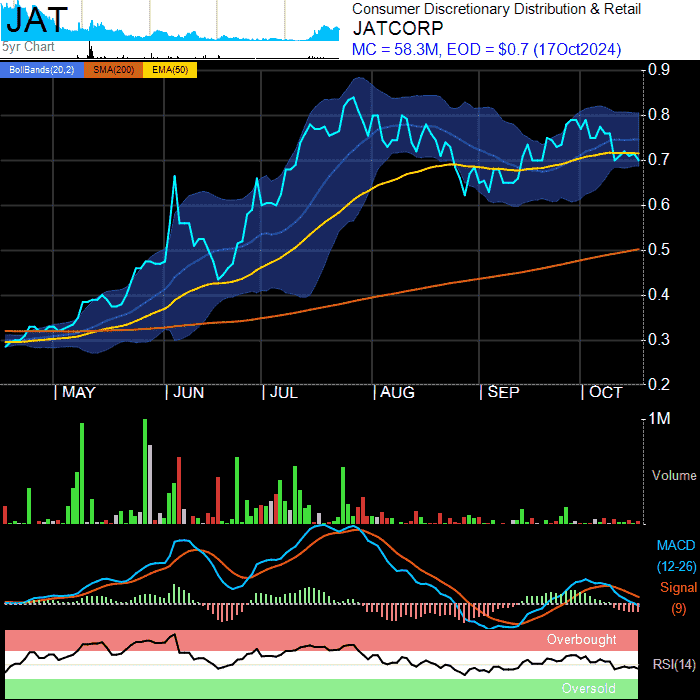 JAT
5yr Chart
Consumer Discretionary Distribution & Retail
JATCORP
MC = 58.3M, EOD = $0.7 (17Oct2024)
BollBands(20,2) SMA(200) EMA(50)
0.9
0.8
0.7
0.6
0.5
0.4
0.3
0.2
MAY JUN JUL AUG SEP OCT
1M
Volume
MACD
(12-26)
Signal
(9)
Overbought
RSI(14)
Oversold